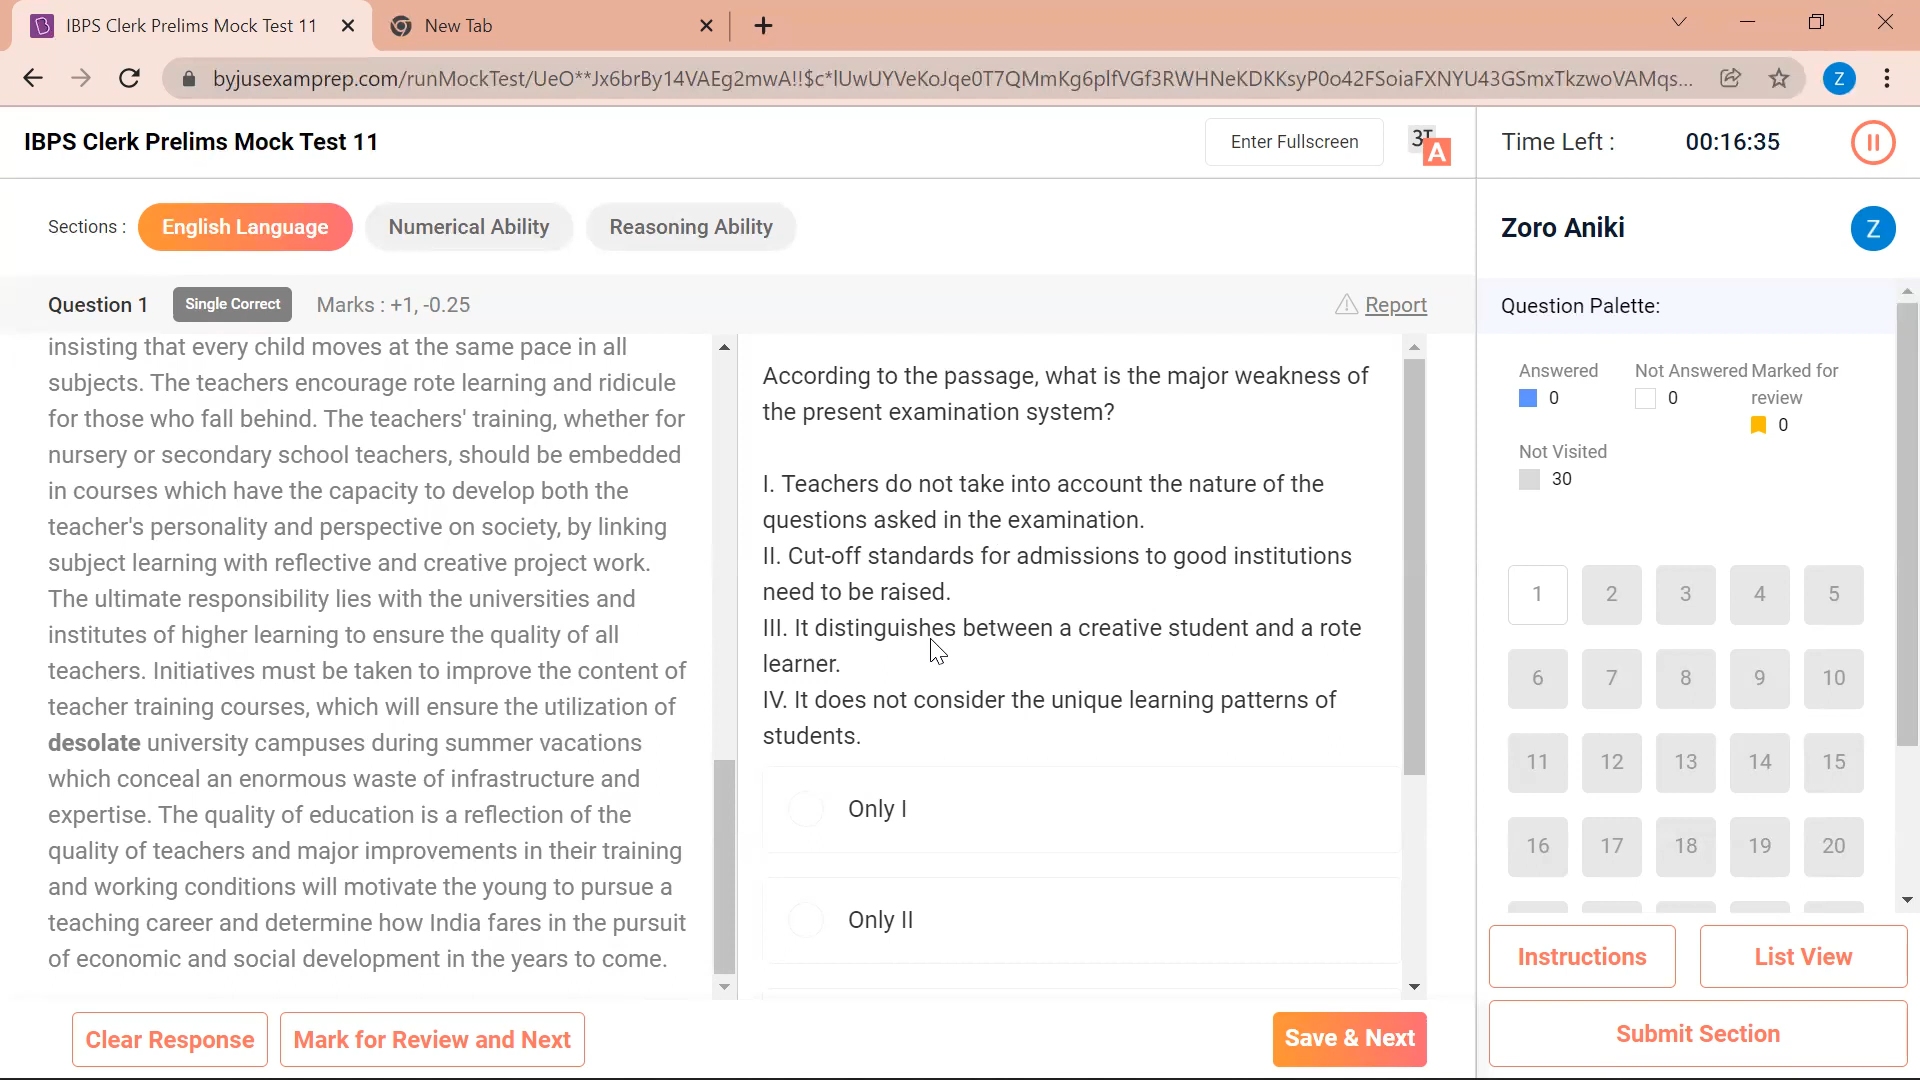 IBPS Clerk Prelims Mock Test 11
New Tab
byjusexamprep.com/runMockTest/UeO**Jx6brBy14VAEg2mwA!!$c*lUwUYVeKoJqe0T7QMmKg6plfVGf3RWHNeKDKKsyP0o42FSoiaFXNYU43GSmxTkzwoVAMqs...
Z
IBPS Clerk Prelims Mock Test 11
Enter Fullscreen
A
Time Left :
00:16:35
Sections :
English Language
Numerical Ability
Reasoning Ability
Zoro Aniki
Z
Question 1
Single Correct
Marks : +1, -0.25
Report
insisting that every child moves at the same pace in all
subjects. The teachers encourage rote learning and ridicule
for those who fall behind. The teachers' training, whether for
nursery or secondary school teachers, should be embedded
in courses which have the capacity to develop both the
teacher's personality and perspective on society, by linking
subject learning with reflective and creative project work.
The ultimate responsibility lies with the universities and
institutes of higher learning to ensure the quality of all
teachers. Initiatives must be taken to improve the content of
teacher training courses, which will ensure the utilization of
desolate university campuses during summer vacations
which conceal an enormous waste of infrastructure and
expertise. The quality of education is a reflection of the
quality of teachers and major improvements in their training
and working conditions will motivate the young to pursue a
teaching career and determine how India fares in the pursuit
of economic and social development in the years to come.
According to the passage, what is the major weakness of
the present examination system?
I. Teachers do not take into account the nature of the
questions asked in the examination.
II. Cut-off standards for admissions to good institutions
need to be raised.
III. It distinguishes between a creative student and a rote
learner.
IV. It does not consider the unique learning patterns of
students.
Only I
Only II
Question Palette:
Answered
0
Not Answered
0
Marked for
review
0
Not Visited
30
1 2 3 4 5
6 7 8 9 10
11 12 13 14 15
16 17 18 19 20
Instructions
List View
Clear Response
Mark for Review and Next
Save & Next
Submit Section